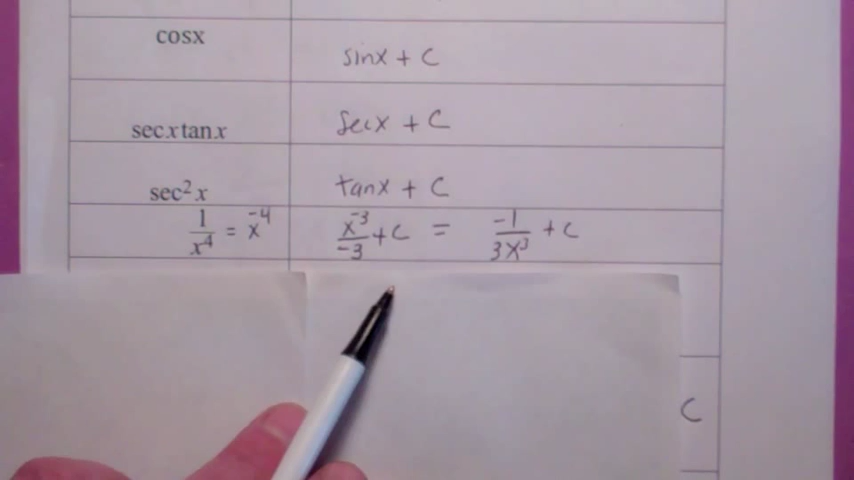 cosx sinx + C
secxtanx secx + C
sec²x tanx + C
1/x⁴ = x⁻⁴ x⁻³/-3 + C = -1/3x³ + C
C